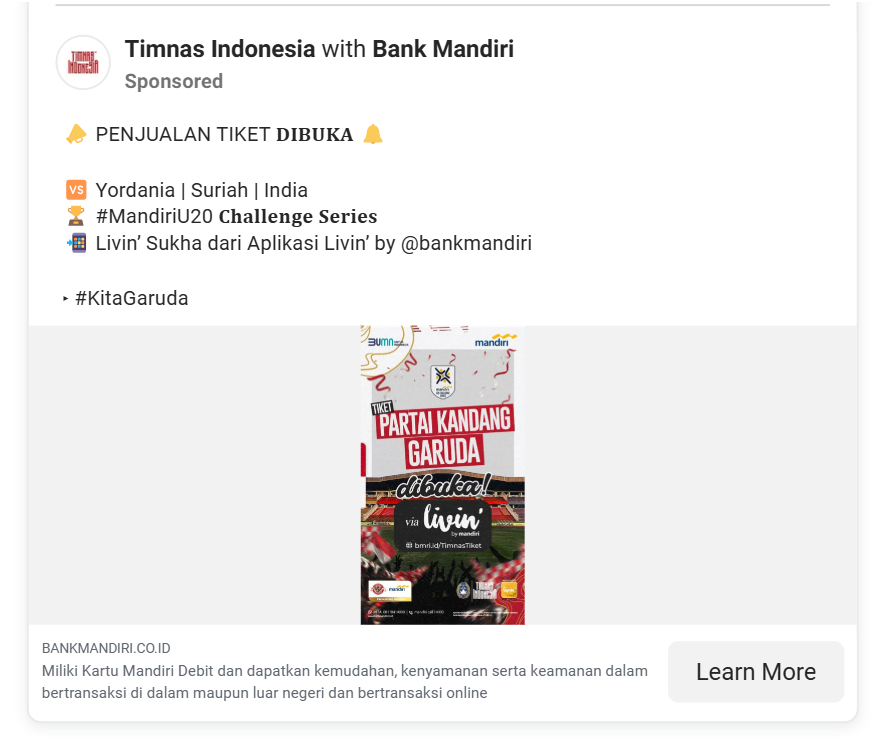 TIMNAS
INDONESIA
Timnas Indonesia with Bank Mandiri
Sponsored
📣 PENJUALAN TIKET DIBUKA 🔔
🆚 Yordania | Suriah | India
🏆 #MandiriU20 Challenge Series
📲 Livin’ Sukha dari Aplikasi Livin’ by @bankmandiri
‣ #KitaGaruda
BUMN
mandiri
TIKET
PARTAI KANDANG
GARUDA
dibuka!
via livin’
by mandiri
bmri.id/TimnasTiket
mandiri
TIMNAS
INDONESIA
BANKMANDIRI.CO.ID
Miliki Kartu Mandiri Debit dan dapatkan kemudahan, kenyamanan serta keamanan dalam
bertransaksi di dalam maupun luar negeri dan bertransaksi online
Learn More